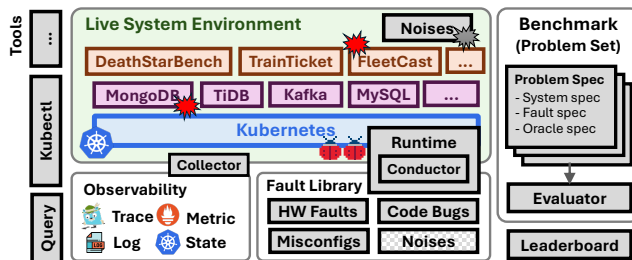 Tools
...
Kubectl
Query
Live System Environment
Noises
DeathStarBench
TrainTicket
FleetCast
...
MongoDB
TiDB
Kafka
MySQL
...
Kubernetes
Runtime
Conductor
Collector
Observability
Trace
Metric
Log
State
Fault Library
HW Faults
Code Bugs
Misconfigs
Noises
Benchmark
(Problem Set)
Problem Spec
- System spec
- Fault spec
- Oracle spec
Evaluator
Leaderboard